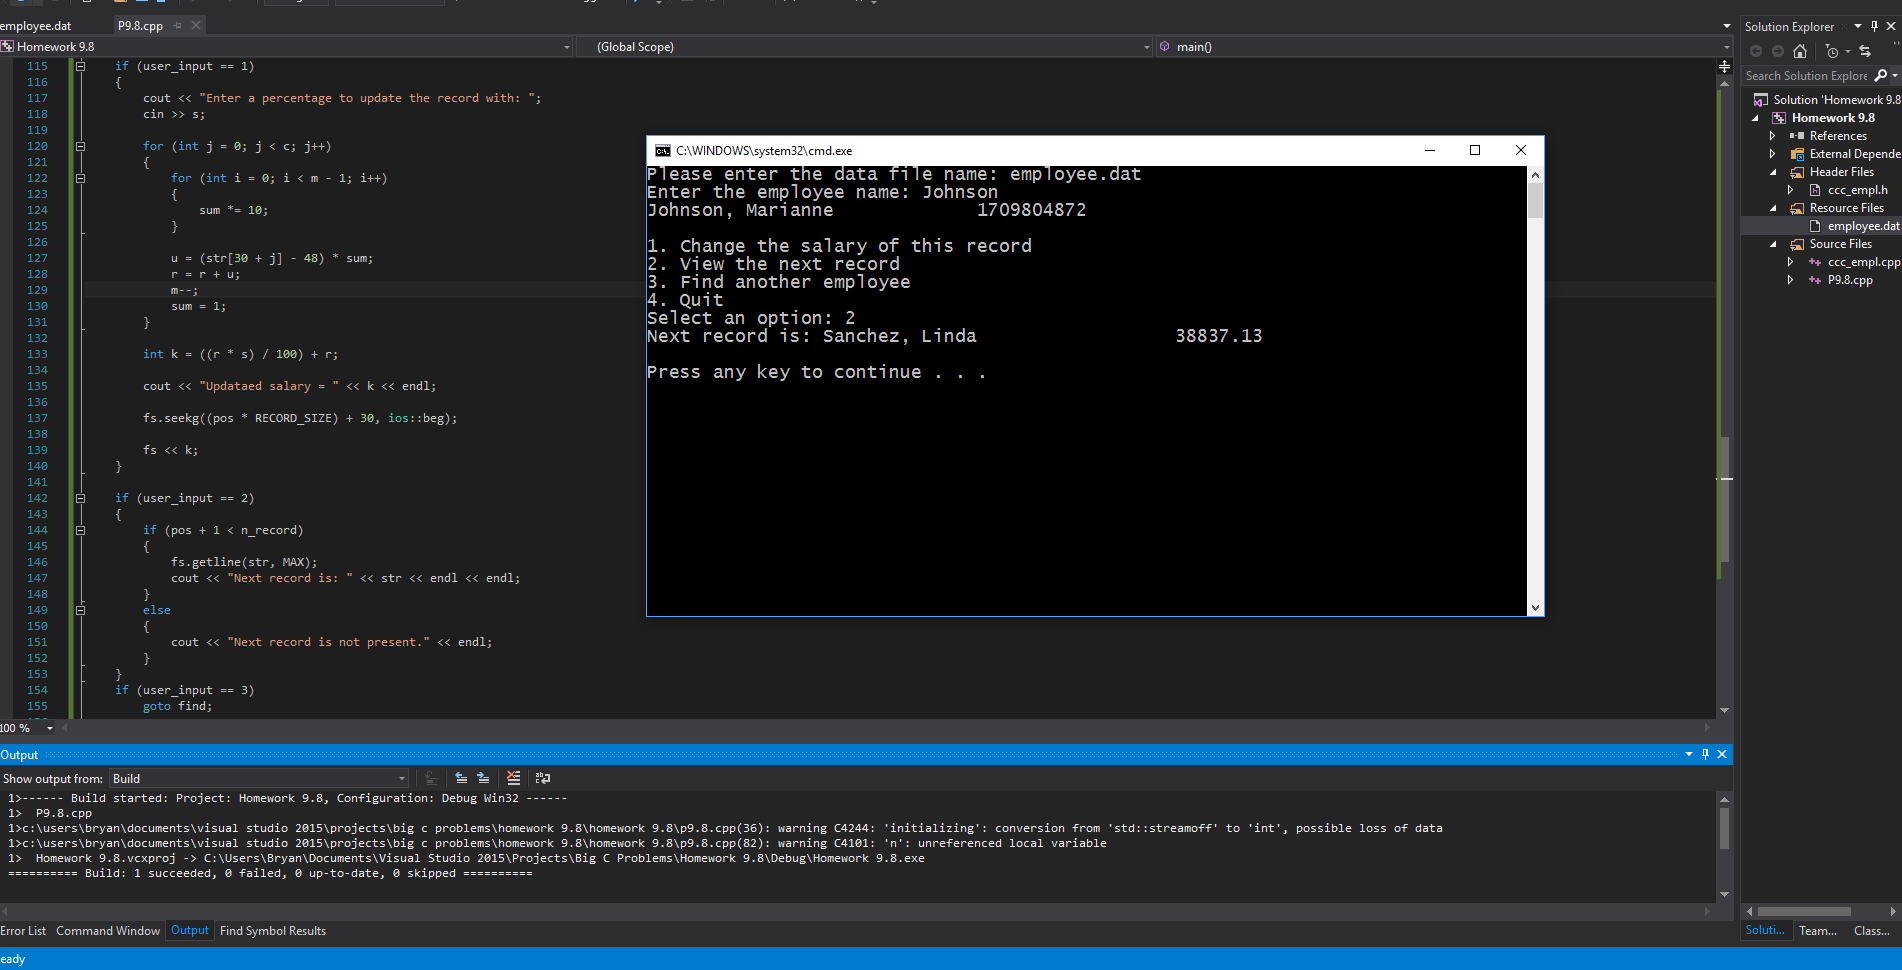 employee.dat
P9.8.cpp
Homework 9.8
(Global Scope)
main()
115 if (user_input == 1)
116 {
117 cout << "Enter a percentage to update the record with: ";
118 cin >> s;
119
120 for (int j = 0; j < c; j++)
121 {
122 for (int i = 0; i < m - 1; i++)
123 {
124 sum *= 10;
125 }
126
127 u = (str[30 + j] - 48) * sum;
128 r = r + u;
129 m--;
130 sum = 1;
131 }
132
133 int k = ((r * s) / 100) + r;
134
135 cout << "Updataed salary = " << k << endl;
136
137 fs.seekg((pos * RECORD_SIZE) + 30, ios::beg);
138
139 fs << k;
140 }
141
142 if (user_input == 2)
143 {
144 if (pos + 1 < n_record)
145 {
146 fs.getline(str, MAX);
147 cout << "Next record is: " << str << endl << endl;
148 }
149 else
150 {
151 cout << "Next record is not present." << endl;
152 }
153 }
154 if (user_input == 3)
155 goto find;
100 %
C:\WINDOWS\system32\cmd.exe
Please enter the data file name: employee.dat
Enter the employee name: Johnson
Johnson, Marianne 1709804872
1. Change the salary of this record
2. View the next record
3. Find another employee
4. Quit
Select an option: 2
Next record is: Sanchez, Linda 38837.13
Press any key to continue . . .
Solution Explorer
Search Solution Explore
Solution 'Homework 9.8
Homework 9.8
References
External Depende
Header Files
ccc_empl.h
Resource Files
employee.dat
Source Files
ccc_empl.cpp
P9.8.cpp
Output
Show output from: Build
1>------ Build started: Project: Homework 9.8, Configuration: Debug Win32 ------
1> P9.8.cpp
1>c:\users\bryan\documents\visual studio 2015\projects\big c problems\homework 9.8\homework 9.8\p9.8.cpp(36): warning C4244: 'initializing': conversion from 'std::streamoff' to 'int', possible loss of data
1>c:\users\bryan\documents\visual studio 2015\projects\big c problems\homework 9.8\homework 9.8\p9.8.cpp(82): warning C4101: 'n': unreferenced local variable
1> Homework 9.8.vcxproj -> C:\Users\Bryan\Documents\Visual Studio 2015\Projects\Big C Problems\Homework 9.8\Debug\Homework 9.8.exe
========== Build: 1 succeeded, 0 failed, 0 up-to-date, 0 skipped ==========
Error List Command Window Output Find Symbol Results
Soluti... Team... Class...
eady